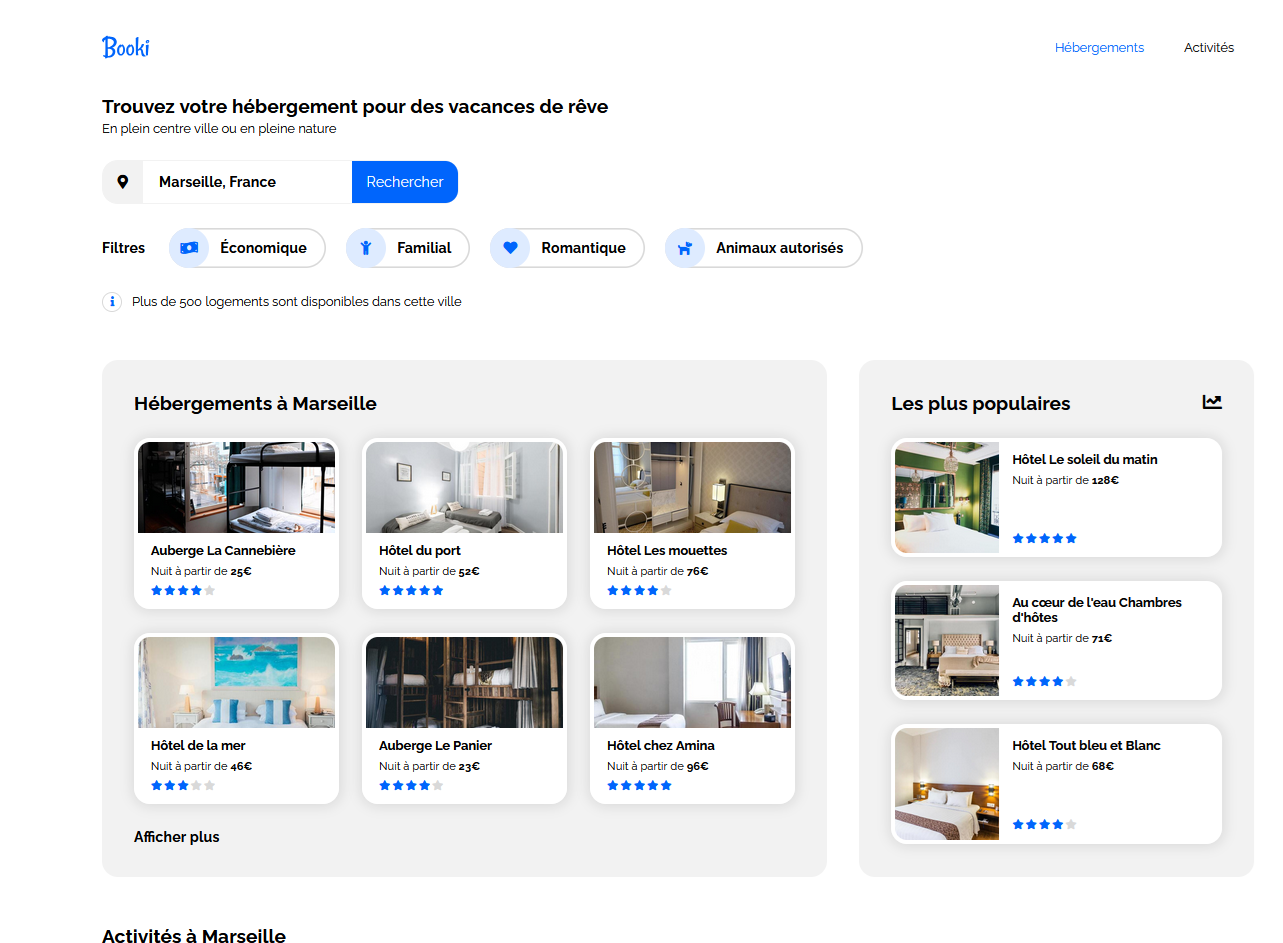 Booki
Hébergements
Activités
Trouvez votre hébergement pour des vacances de rêve
En plein centre ville ou en pleine nature
Marseille, France
Rechercher
Filtres
Économique
Familial
Romantique
Animaux autorisés
Plus de 500 logements sont disponibles dans cette ville
Hébergements à Marseille
Auberge La Cannebière
Nuit à partir de 25€
Hôtel du port
Nuit à partir de 52€
Hôtel Les mouettes
Nuit à partir de 76€
Hôtel de la mer
Nuit à partir de 46€
Auberge Le Panier
Nuit à partir de 23€
Hôtel chez Amina
Nuit à partir de 96€
Afficher plus
Les plus populaires
Hôtel Le soleil du matin
Nuit à partir de 128€
Au cœur de l'eau Chambres
d'hôtes
Nuit à partir de 71€
Hôtel Tout bleu et Blanc
Nuit à partir de 68€
Activités à Marseille